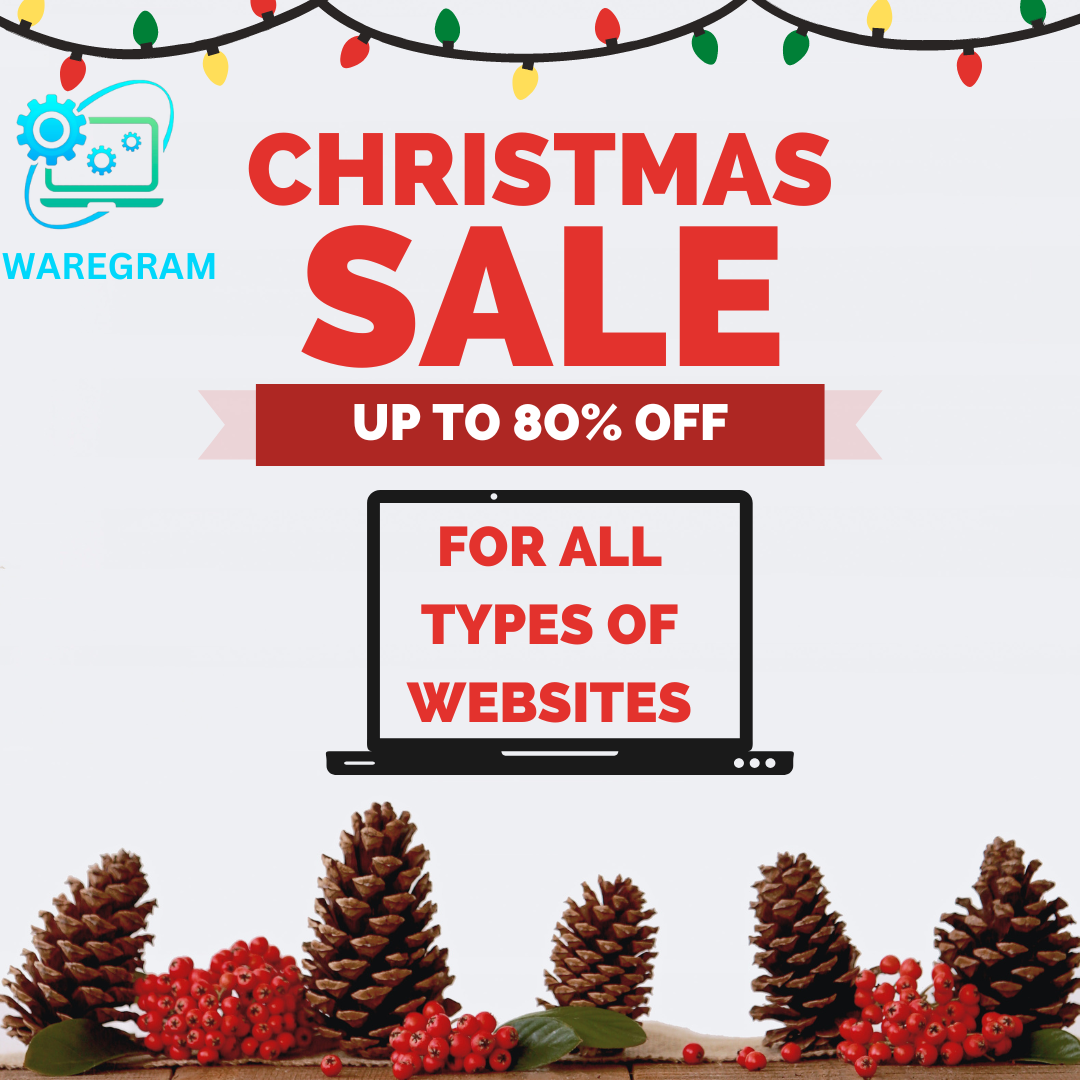 WAREGRAM
CHRISTMAS
SALE
UP TO 80% OFF
FOR ALL
TYPES OF
WEBSITES